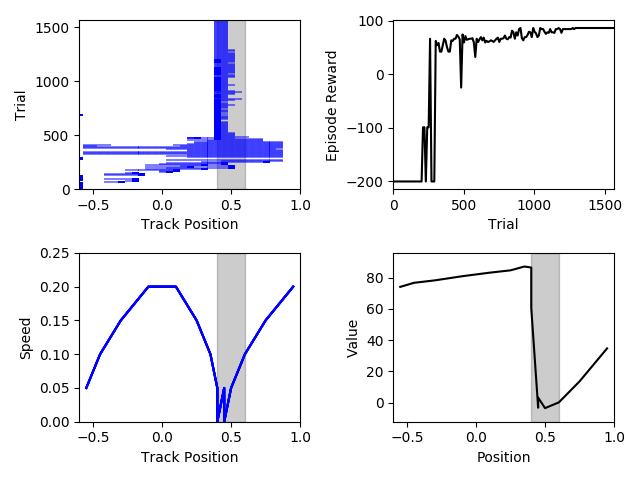 1500
1000
500
0
Trial
−0.5 0.0 0.5 1.0
Track Position
100
0
−100
−200
Episode Reward
0 500 1000 1500
Trial
0.25
0.20
0.15
0.10
0.05
0.00
Speed
−0.5 0.0 0.5 1.0
Track Position
80
60
40
20
0
Value
−0.5 0.0 0.5 1.0
Position